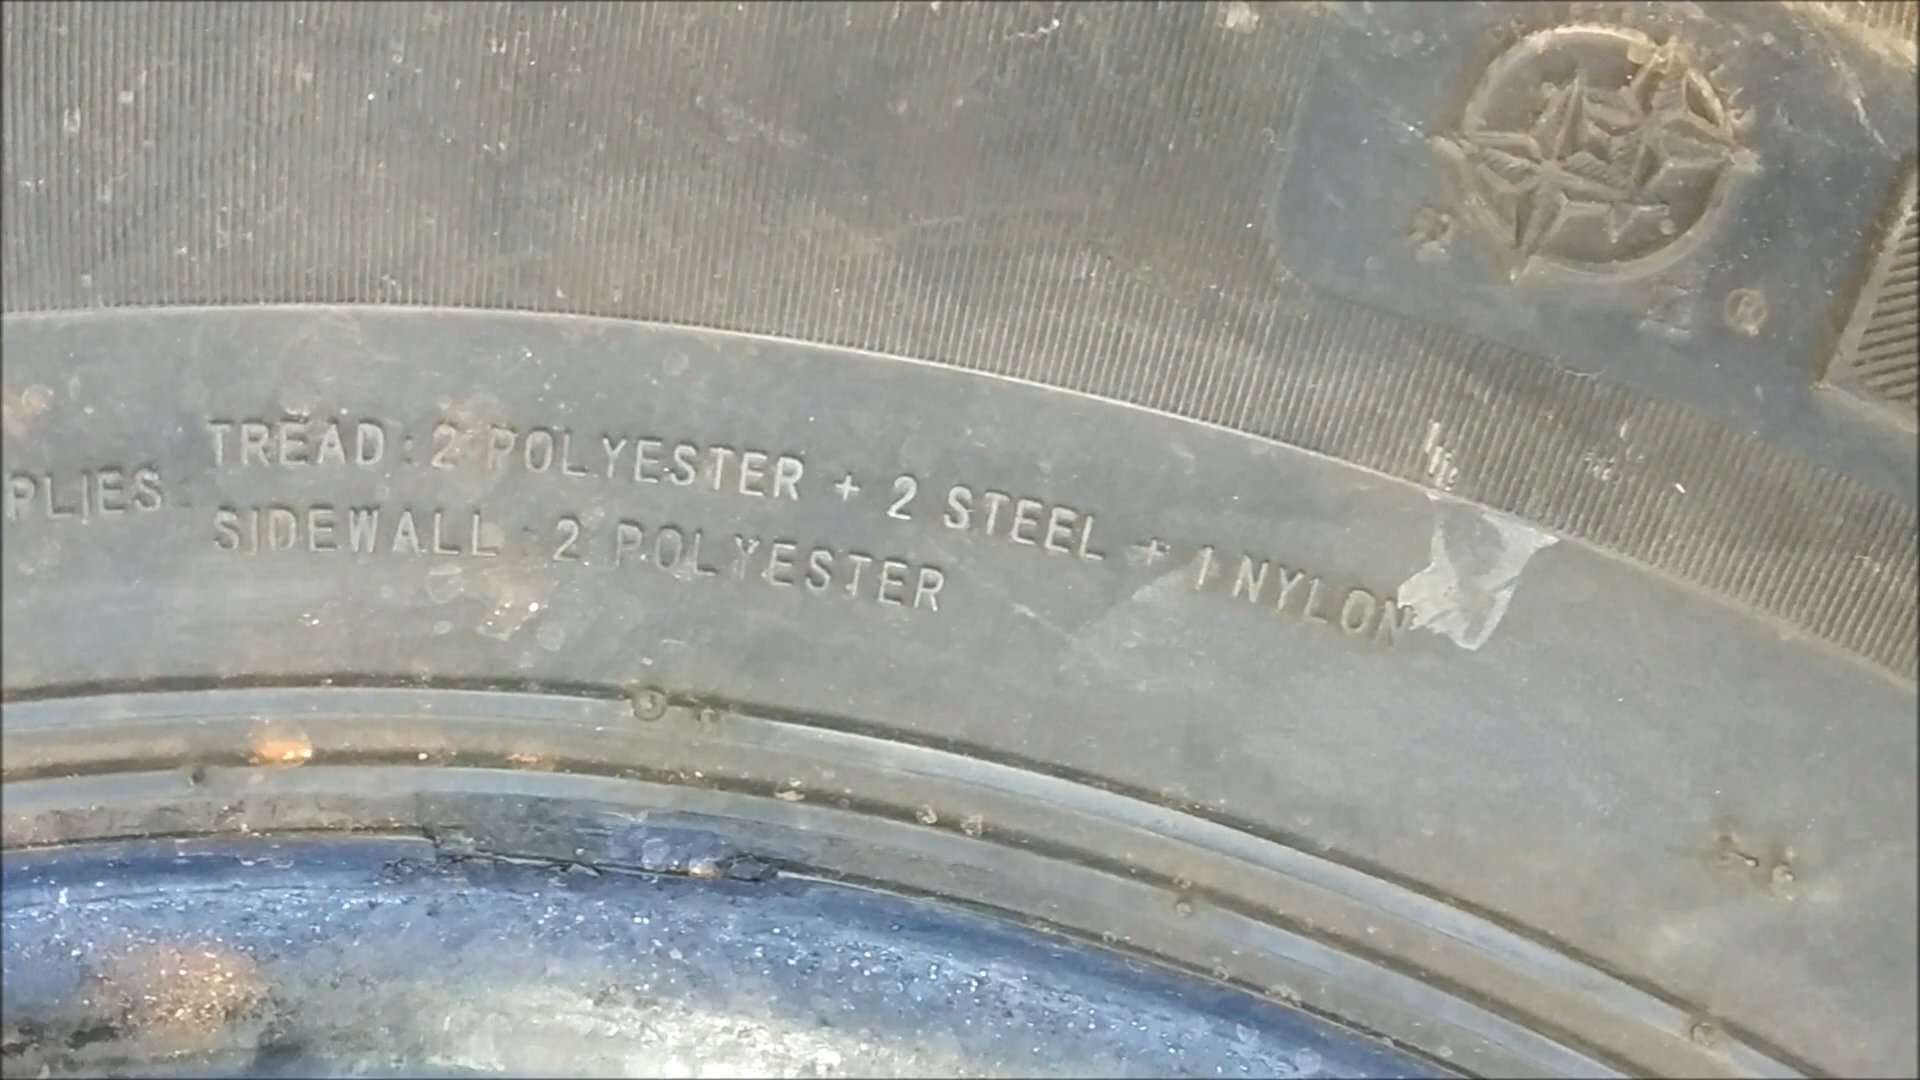 PLIES
TREAD : 2 POLYESTER + 2 STEEL + 1 NYLON
SIDEWALL : 2 POLYESTER